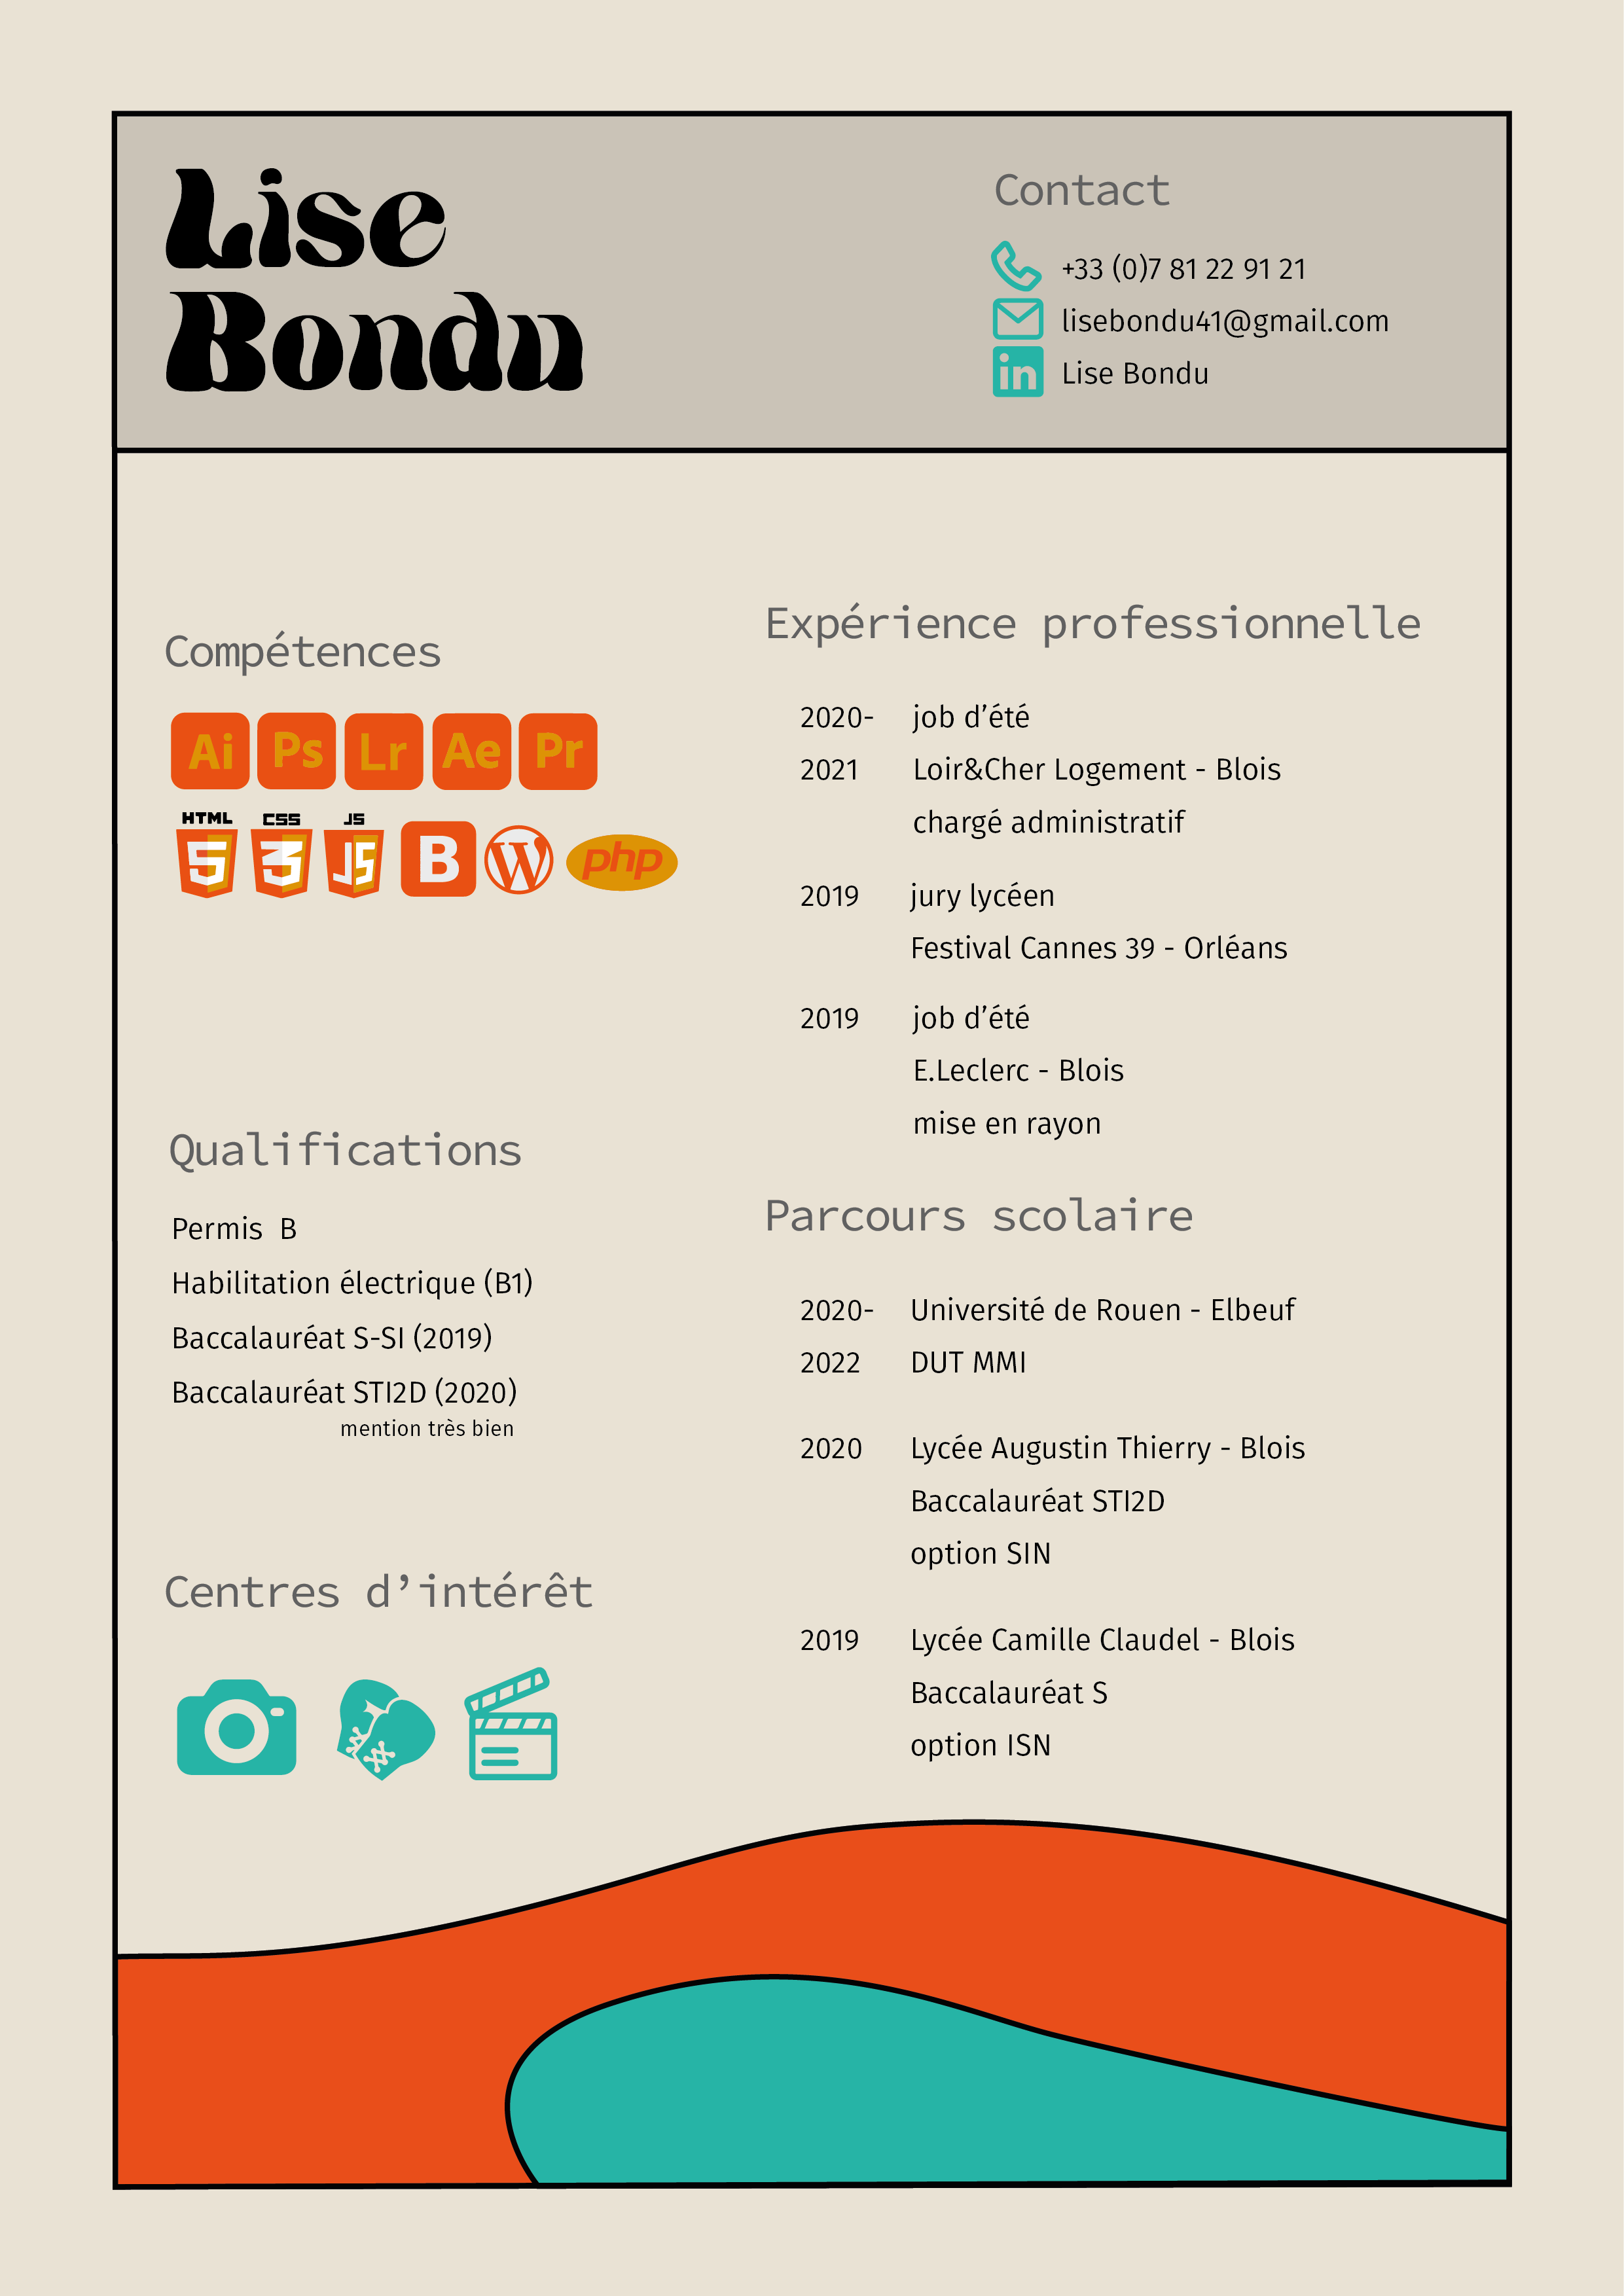 Lise
Bondu
Contact
+33 (0)7 81 22 91 21
lisebondu41@gmail.com
in Lise Bondu
Compétences
Ai Ps Lr Ae Pr
HTML CSS JS
5 3 JS B W php
Qualifications
Permis B
Habilitation électrique (B1)
Baccalauréat S-SI (2019)
Baccalauréat STI2D (2020)
mention très bien
Centres d’intérêt
Expérience professionnelle
2020- job d’été
2021 Loir&Cher Logement - Blois
chargé administratif
2019 jury lycéen
Festival Cannes 39 - Orléans
2019 job d’été
E.Leclerc - Blois
mise en rayon
Parcours scolaire
2020- Université de Rouen - Elbeuf
2022 DUT MMI
2020 Lycée Augustin Thierry - Blois
Baccalauréat STI2D
option SIN
2019 Lycée Camille Claudel - Blois
Baccalauréat S
option ISN